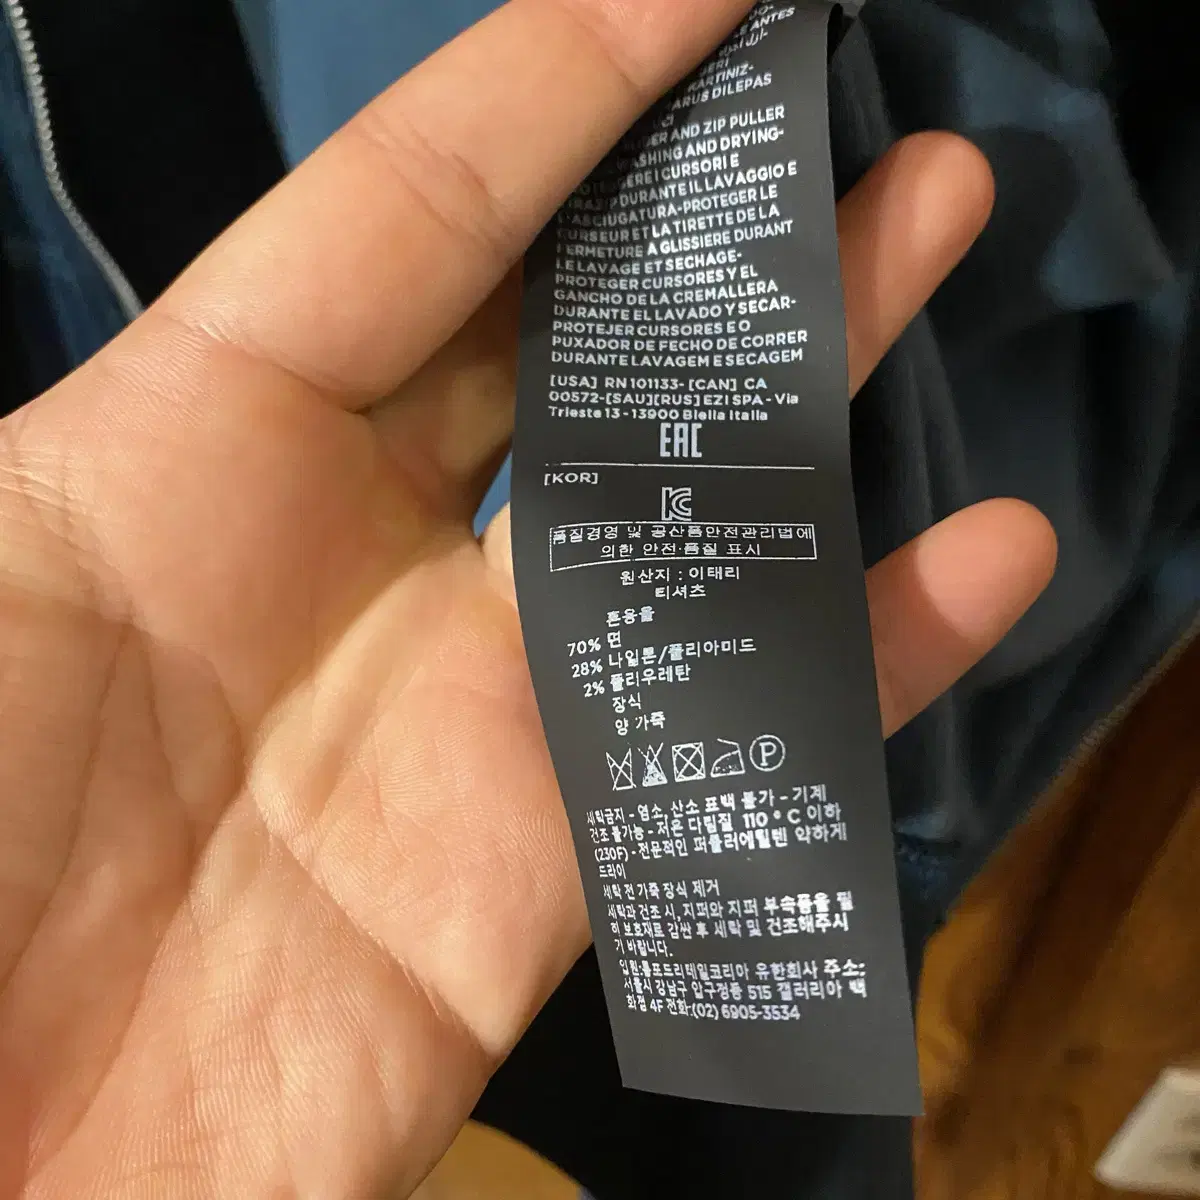 E ANTES
GERI
KARTINIZ-
ARUS DILEPAS
AND ZIP PULLER
WASHING AND DRYING-
GERE I CURSORI E
DURANTE IL LAVAGGIO E
L'ASCIUGATURA-PROTEGER LE
CURSEUR ET LA TIRETTE DE LA
FERMETURE A GLISSIERE DURANT
LE LAVAGE ET SECHAGE-
PROTEGER CURSORES Y EL
GANCHO DE LA CREMALLERA
DURANTE EL LAVADO Y SECAR-
PROTEJER CURSORES E O
PUXADOR DE FECHO DE CORRER
DURANTE LAVAGEM E SECAGEM
[USA] RN 101133- [CAN] CA
00572-[SAU][RUS] EZI SPA - Via
Trieste 13 - 13900 Biella Italia
EAC
[KOR]
KC
품질경영 및 공산품안전관리법에
의한 안전·품질 표시
원산지 : 이태리
티셔츠
혼용율
70% 면
28% 나일론/폴리아미드
2% 폴리우레탄
장식
양 가죽
P
세탁금지 - 염소, 산소 표백 불가 - 기계
건조 불가능 - 저온 다림질 110 ° C 이하
(230F) - 전문적인 퍼클러에틸텐 약하게
드라이
세탁 전 가죽 장식 제거
세탁과 건조 시, 지퍼와 지퍼 부속품을 필
히 보호재로 감싼 후 세탁 및 건조해주시
기 바랍니다.
입원:톰포드리테일코리아 유한회사 주소:
서울시 강남구 압구정동 515 갤러리아 백
화점 4F 전화:(02) 6905-3534